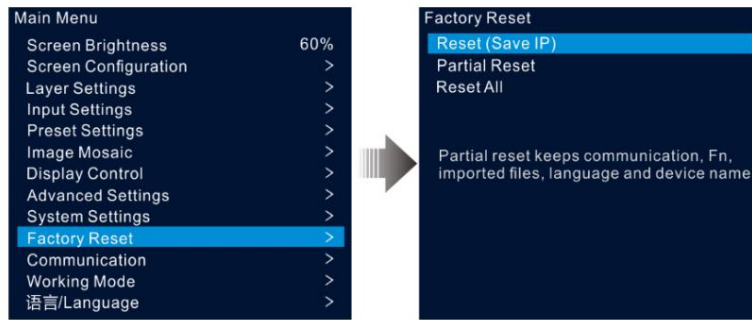 Main Menu
Screen Brightness 60%
Screen Configuration >
Layer Settings >
Input Settings >
Preset Settings >
Image Mosaic >
Display Control >
Advanced Settings >
System Settings >
Factory Reset >
Communication >
Working Mode >
语言/Language >
Factory Reset
Reset (Save IP)
Partial Reset
Reset All
Partial reset keeps communication, Fn,
imported files, language and device name